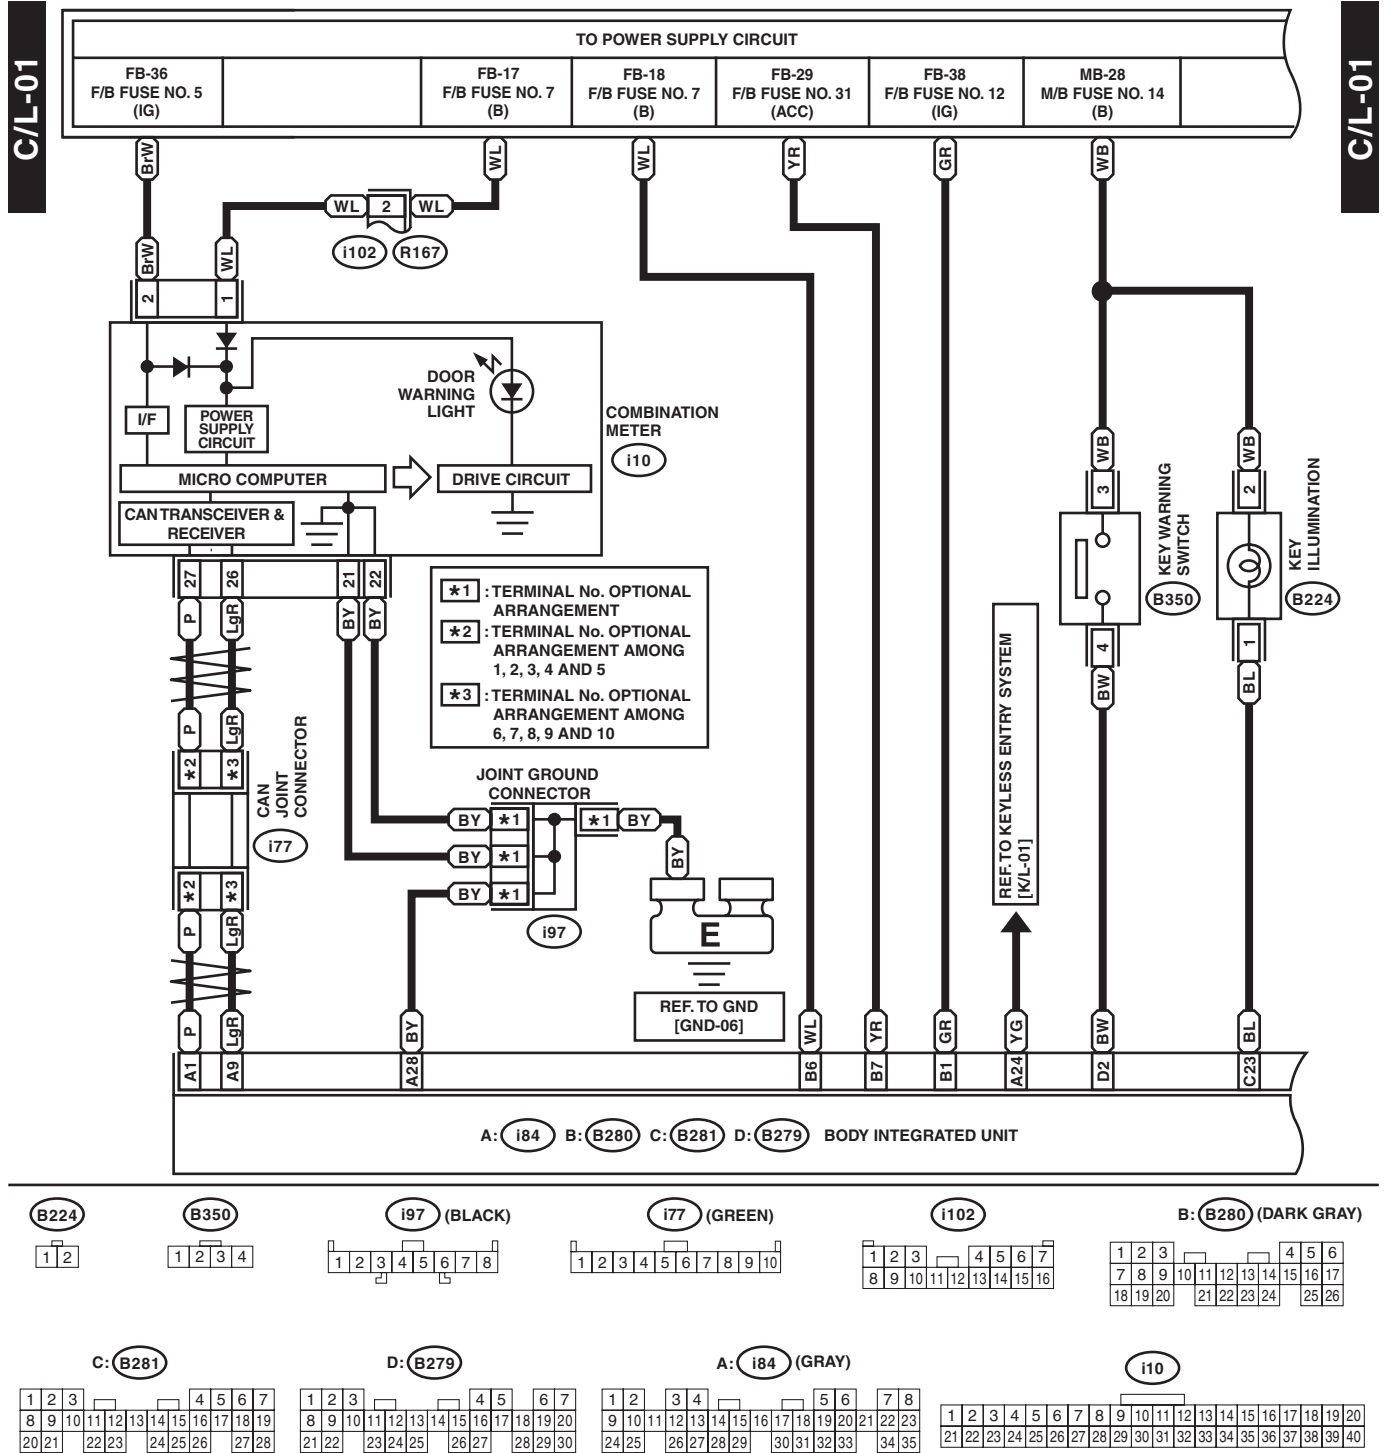 C/L-01
C/L-01
TO POWER SUPPLY CIRCUIT
FB-36
F/B FUSE NO. 5
(IG)
FB-17
F/B FUSE NO. 7
(B)
FB-18
F/B FUSE NO. 7
(B)
FB-29
F/B FUSE NO. 31
(ACC)
FB-38
F/B FUSE NO. 12
(IG)
MB-28
M/B FUSE NO. 14
(B)
BrW
WL
WL
YR
GR
WB
WL 2 WL
i102 R167
BrW
WL
2
1
DOOR
WARNING
LIGHT
I/F
POWER
SUPPLY
CIRCUIT
COMBINATION
METER
i10
MICRO COMPUTER
DRIVE CIRCUIT
CAN TRANSCEIVER &
RECEIVER
27
26
21
22
P
LgR
BY
BY
WB
WB
3
2
KEY WARNING
SWITCH
B350
KEY
ILLUMINATION
B224
4
1
BW
BL
*1 : TERMINAL No. OPTIONAL
ARRANGEMENT
*2 : TERMINAL No. OPTIONAL
ARRANGEMENT AMONG
1, 2, 3, 4 AND 5
*3 : TERMINAL No. OPTIONAL
ARRANGEMENT AMONG
6, 7, 8, 9 AND 10
REF. TO KEYLESS ENTRY SYSTEM
[K/L-01]
P
LgR
*2
*3
CAN
JOINT
CONNECTOR
i77
*2
*3
P
LgR
JOINT GROUND
CONNECTOR
BY *1 *1 BY
BY *1
BY *1
BY
i97
E
REF. TO GND
[GND-06]
P
LgR
BY
WL
YR
GR
YG
BW
BL
A1
A9
A28
B6
B7
B1
A24
D2
C23
A: i84 B: B280 C: B281 D: B279 BODY INTEGRATED UNIT
B224
1 2
B350
1 2 3 4
i97 (BLACK)
1 2 3 4 5 6 7 8
i77 (GREEN)
1 2 3 4 5 6 7 8 9 10
i102
1 2 3 4 5 6 7
8 9 10 11 12 13 14 15 16
B: B280 (DARK GRAY)
1 2 3 4 5 6
7 8 9 10 11 12 13 14 15 16 17
18 19 20 21 22 23 24 25 26
C: B281
1 2 3 4 5 6 7
8 9 10 11 12 13 14 15 16 17 18 19
20 21 22 23 24 25 26 27 28
D: B279
1 2 3 4 5 6 7
8 9 10 11 12 13 14 15 16 17 18 19 20
21 22 23 24 25 26 27 28 29 30
A: i84 (GRAY)
1 2 3 4 5 6 7 8
9 10 11 12 13 14 15 16 17 18 19 20 21 22 23
24 25 26 27 28 29 30 31 32 33 34 35
i10
1 2 3 4 5 6 7 8 9 10 11 12 13 14 15 16 17 18 19 20
21 22 23 24 25 26 27 28 29 30 31 32 33 34 35 36 37 38 39 40